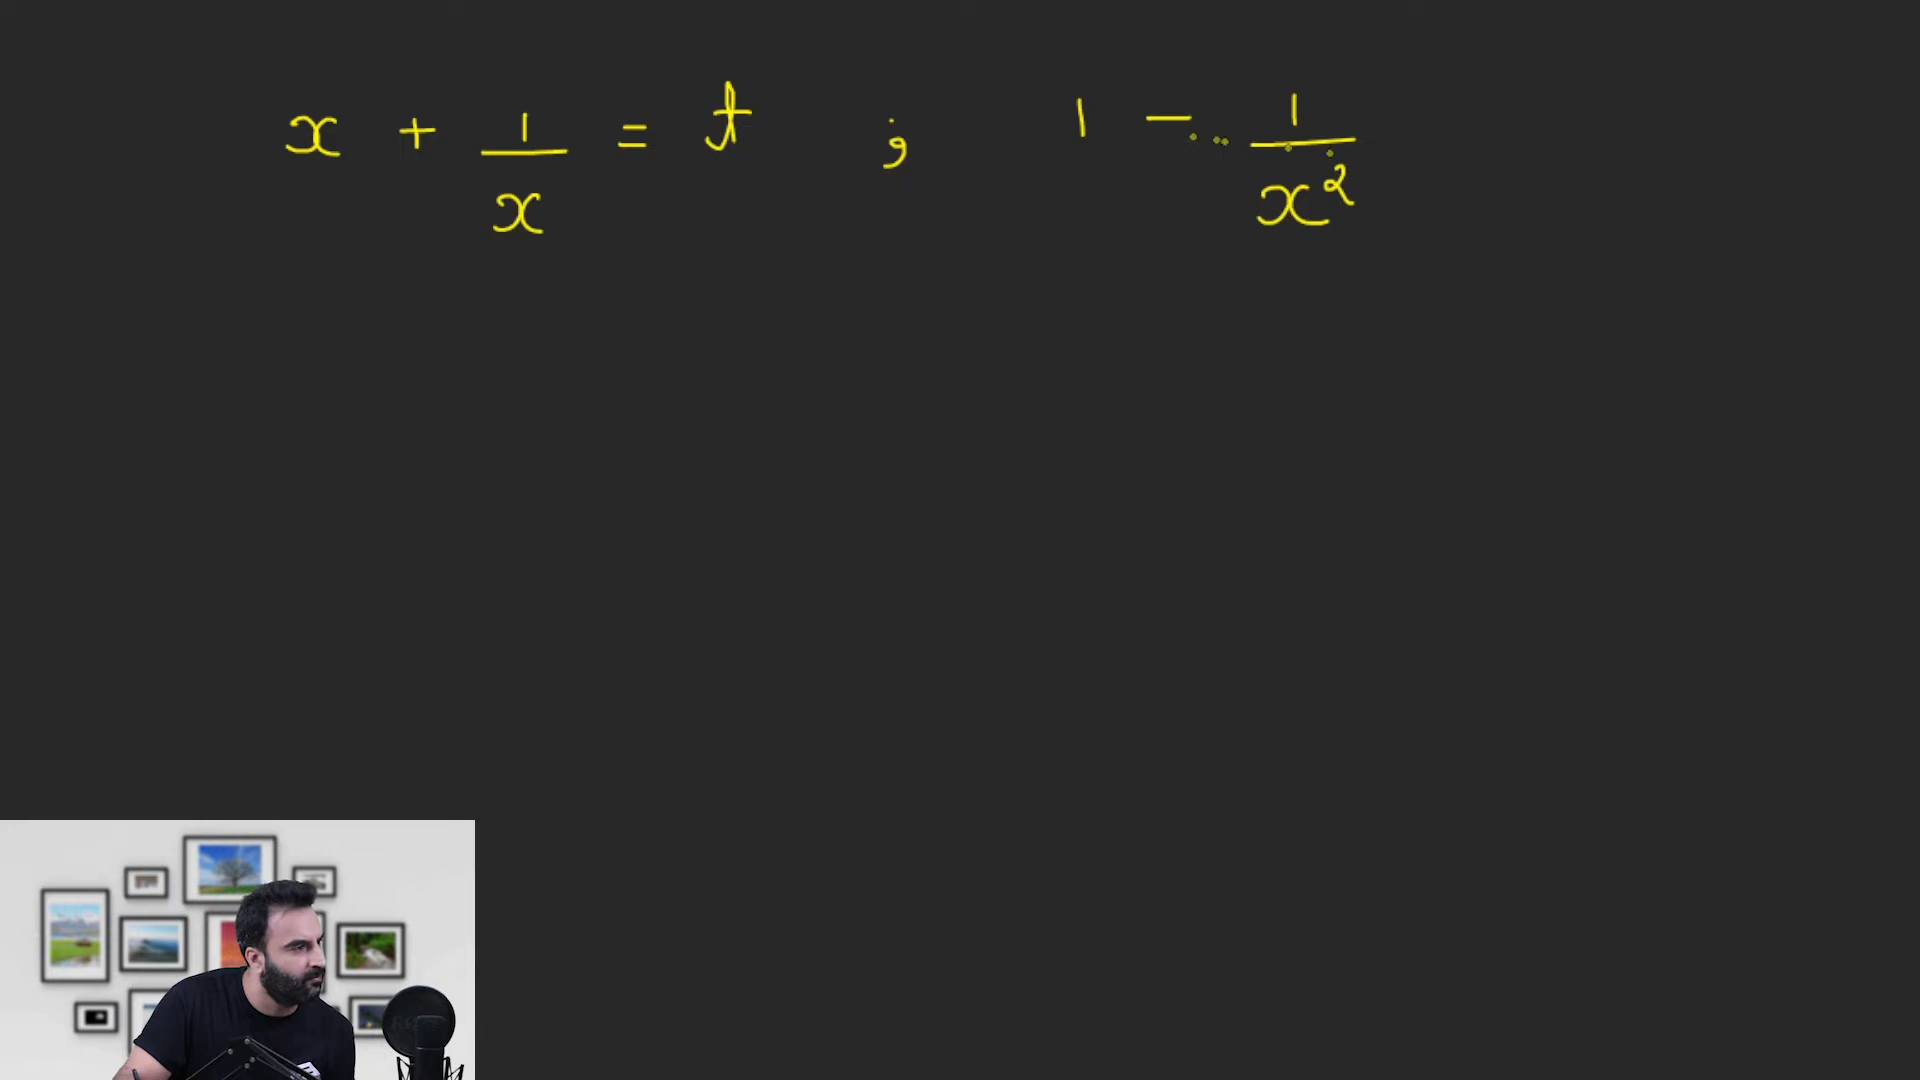 x + 1/x = t ; 1 - 1/x²